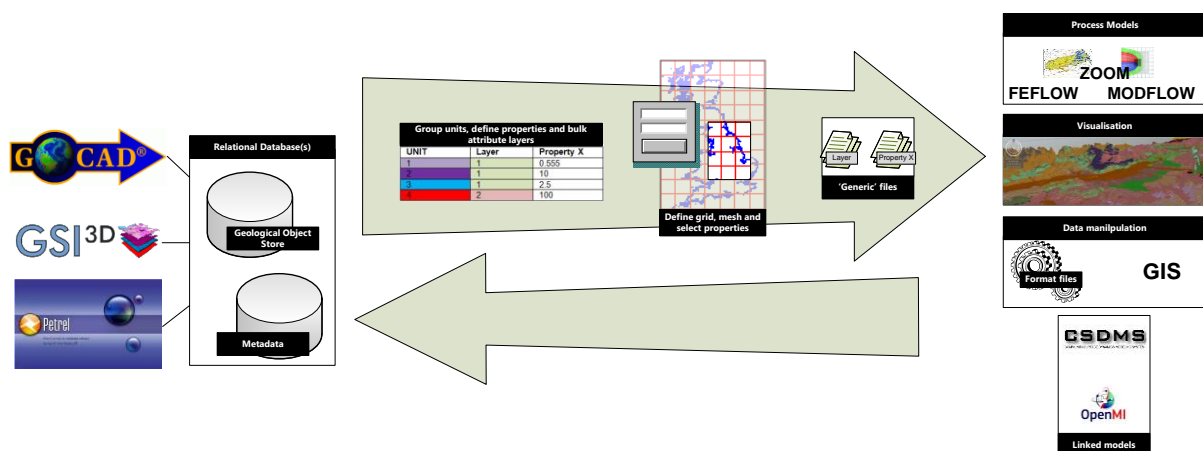 GOCAD®
GSI3D
Petrel
Relational Database(s)
Geological Object
Store
Metadata
Group units, define properties and bulk
attribute layers
UNIT Layer Property X
1 1 0.555
2 1 10
3 1 2.5
4 2 100
Define grid, mesh and
select properties
Layer
Property X
'Generic' files
Process Models
ZOOM
FEFLOW MODFLOW
Visualisation
Data manilpulation
Format files
GIS
CSDMS
OpenMI
Linked models